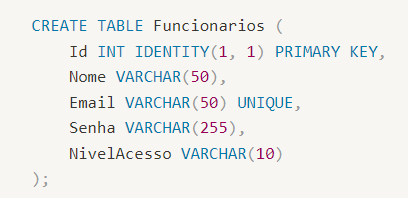 CREATE TABLE Funcionarios (
    Id INT IDENTITY(1, 1) PRIMARY KEY,
    Nome VARCHAR(50),
    Email VARCHAR(50) UNIQUE,
    Senha VARCHAR(255),
    NivelAcesso VARCHAR(10)
);